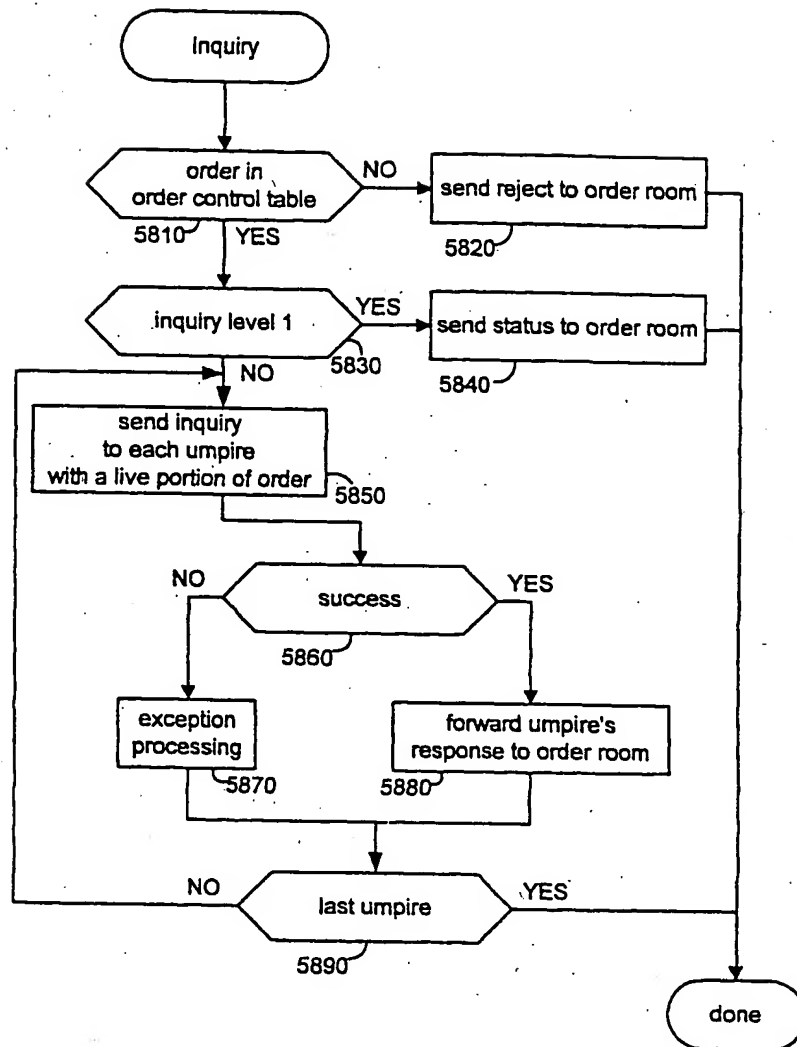 Inquiry
order in
order control table
NO
send reject to order room
5810
YES
5820
inquiry level 1
YES
send status to order room
5830
NO
5840
send inquiry
to each umpire
with a live portion of order
5850
NO
success
YES
5860
exception
processing
forward umpire's
response to order room
5870
5880
NO
last umpire
YES
5890
done